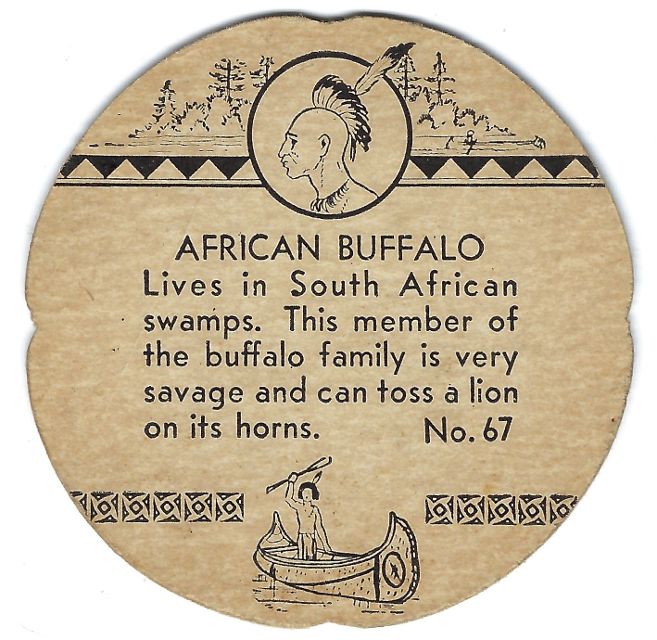 AFRICAN BUFFALO
Lives in South African
swamps. This member of
the buffalo family is very
savage and can toss a lion
on its horns. No. 67